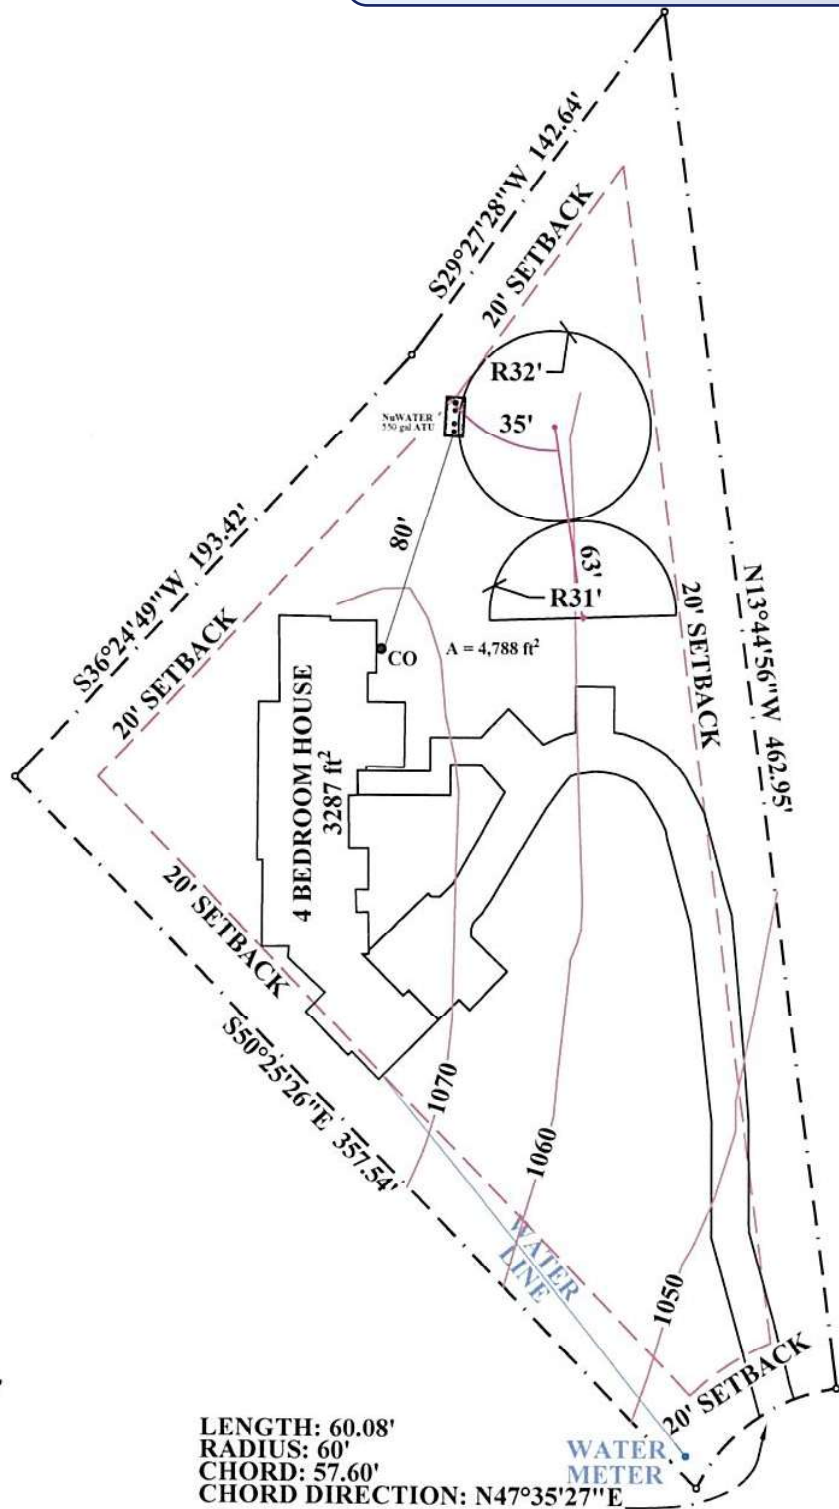 S29°27'28"W 142.64'
20' SETBACK
R32'
NuWATER
550 gal ATU
35'
S36°24'49"W 193.42'
80'
63'
R31'
N13°44'56"W 462.95'
20' SETBACK
20' SETBACK
CO
A = 4,788 ft²
4 BEDROOM HOUSE
3287 ft²
20' SETBACK
S50°25'26"E 357.54'
1070
1060
WATER
LINE
1050
20' SETBACK
LENGTH: 60.08'
RADIUS: 60'
CHORD: 57.60'
CHORD DIRECTION: N47°35'27"E
WATER
METER